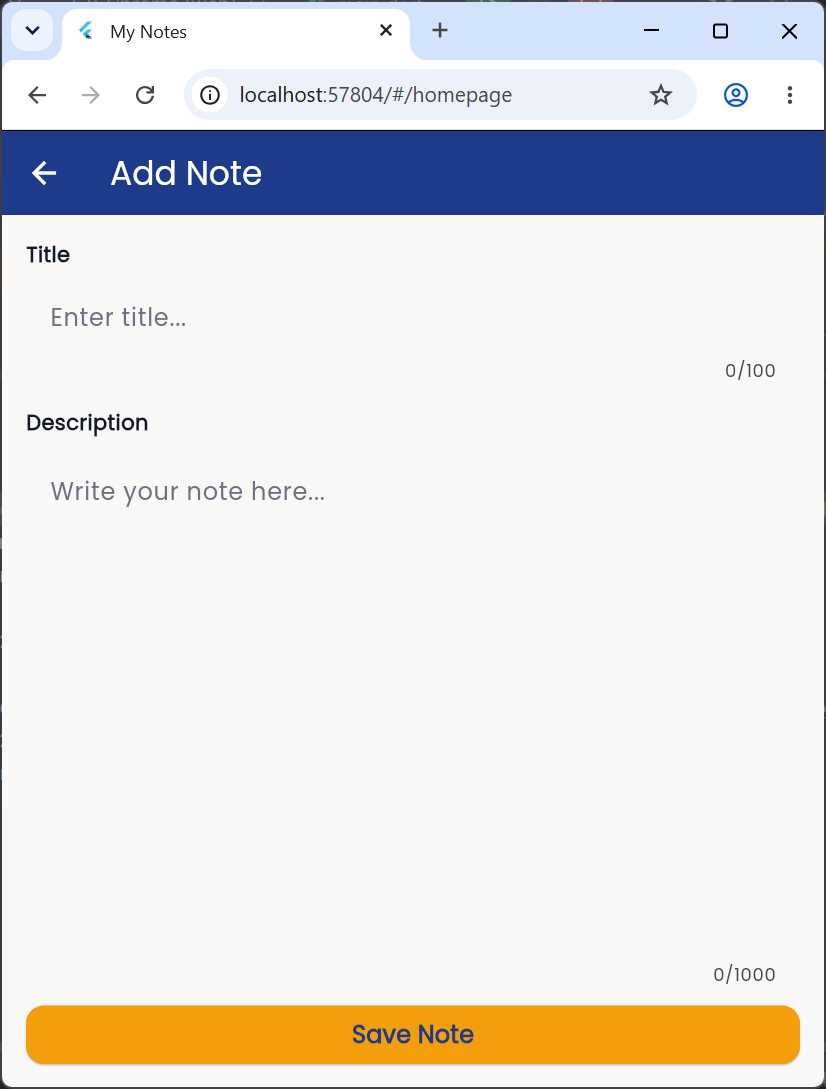 My Notes
localhost:57804/#/homepage
Add Note
Title
Enter title...
0/100
Description
Write your note here...
0/1000
Save Note